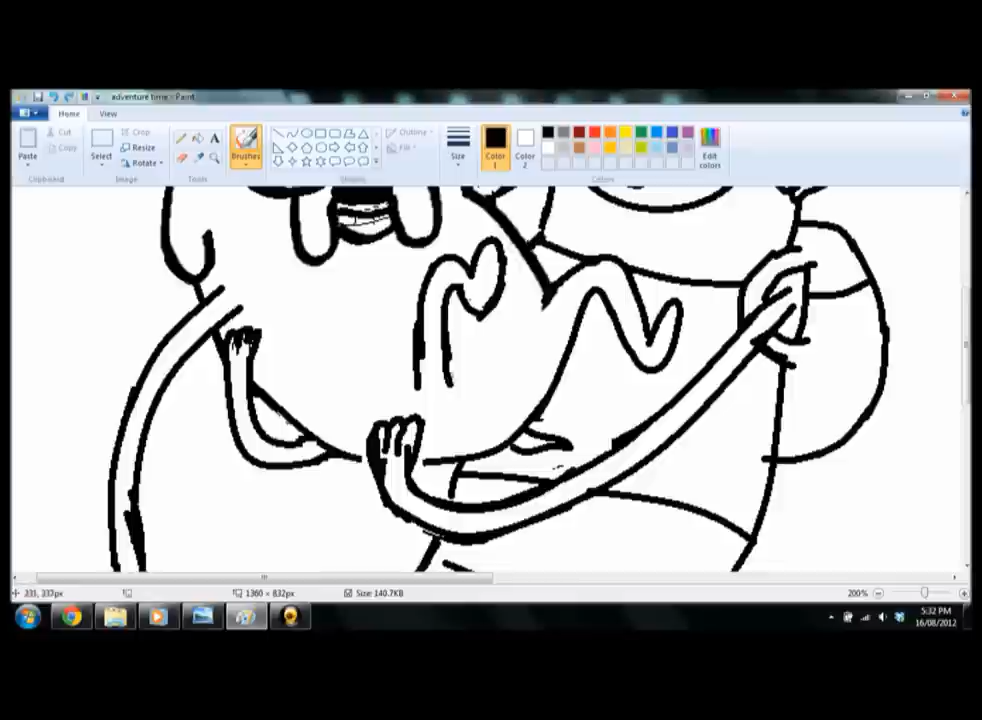 adventure time - Paint
Home View
Paste
Cut
Copy
Select
Crop
Resize
Rotate
A
Brushes
Outline
Fill
Size
Color
1
Color
2
Edit
colors
Clipboard
Image
Tools
Shapes
Colors
1360 × 832px
Size: 140.7KB
200%
5:32 PM
16/08/2012